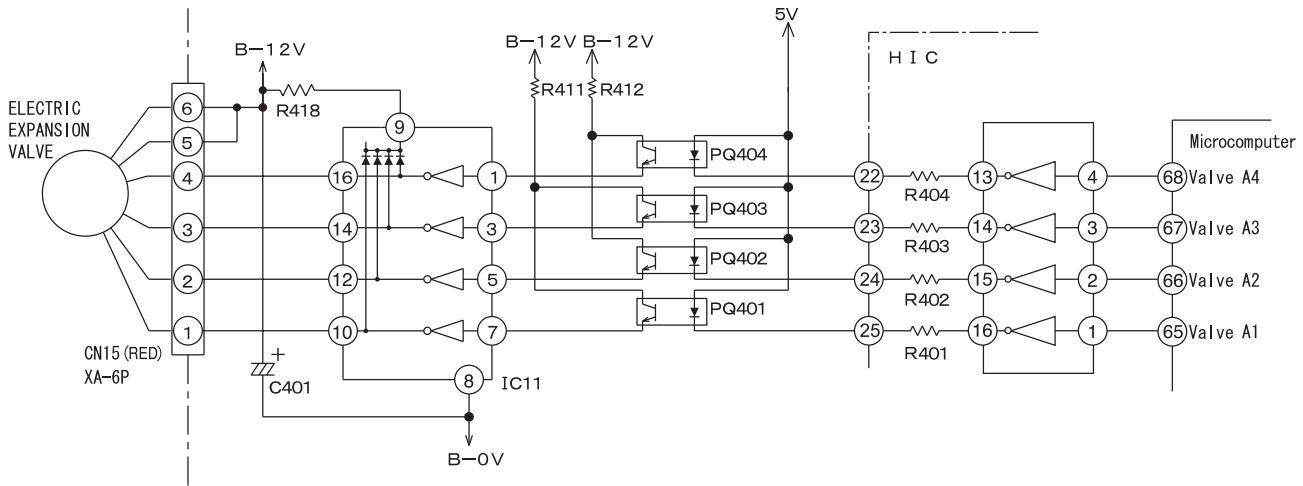 5V
B-12V
B-12V B-12V
HIC
R418
R411
R412
ELECTRIC
EXPANSION
VALVE
6
5
4
3
2
1
9
16
14
12
10
1
3
5
7
8
IC11
PQ404
PQ403
PQ402
PQ401
22
23
24
25
R404
R403
R402
R401
13
14
15
16
4
3
2
1
Microcomputer
68 Valve A4
67 Valve A3
66 Valve A2
65 Valve A1
CN15(RED)
XA-6P
+
C401
B-0V